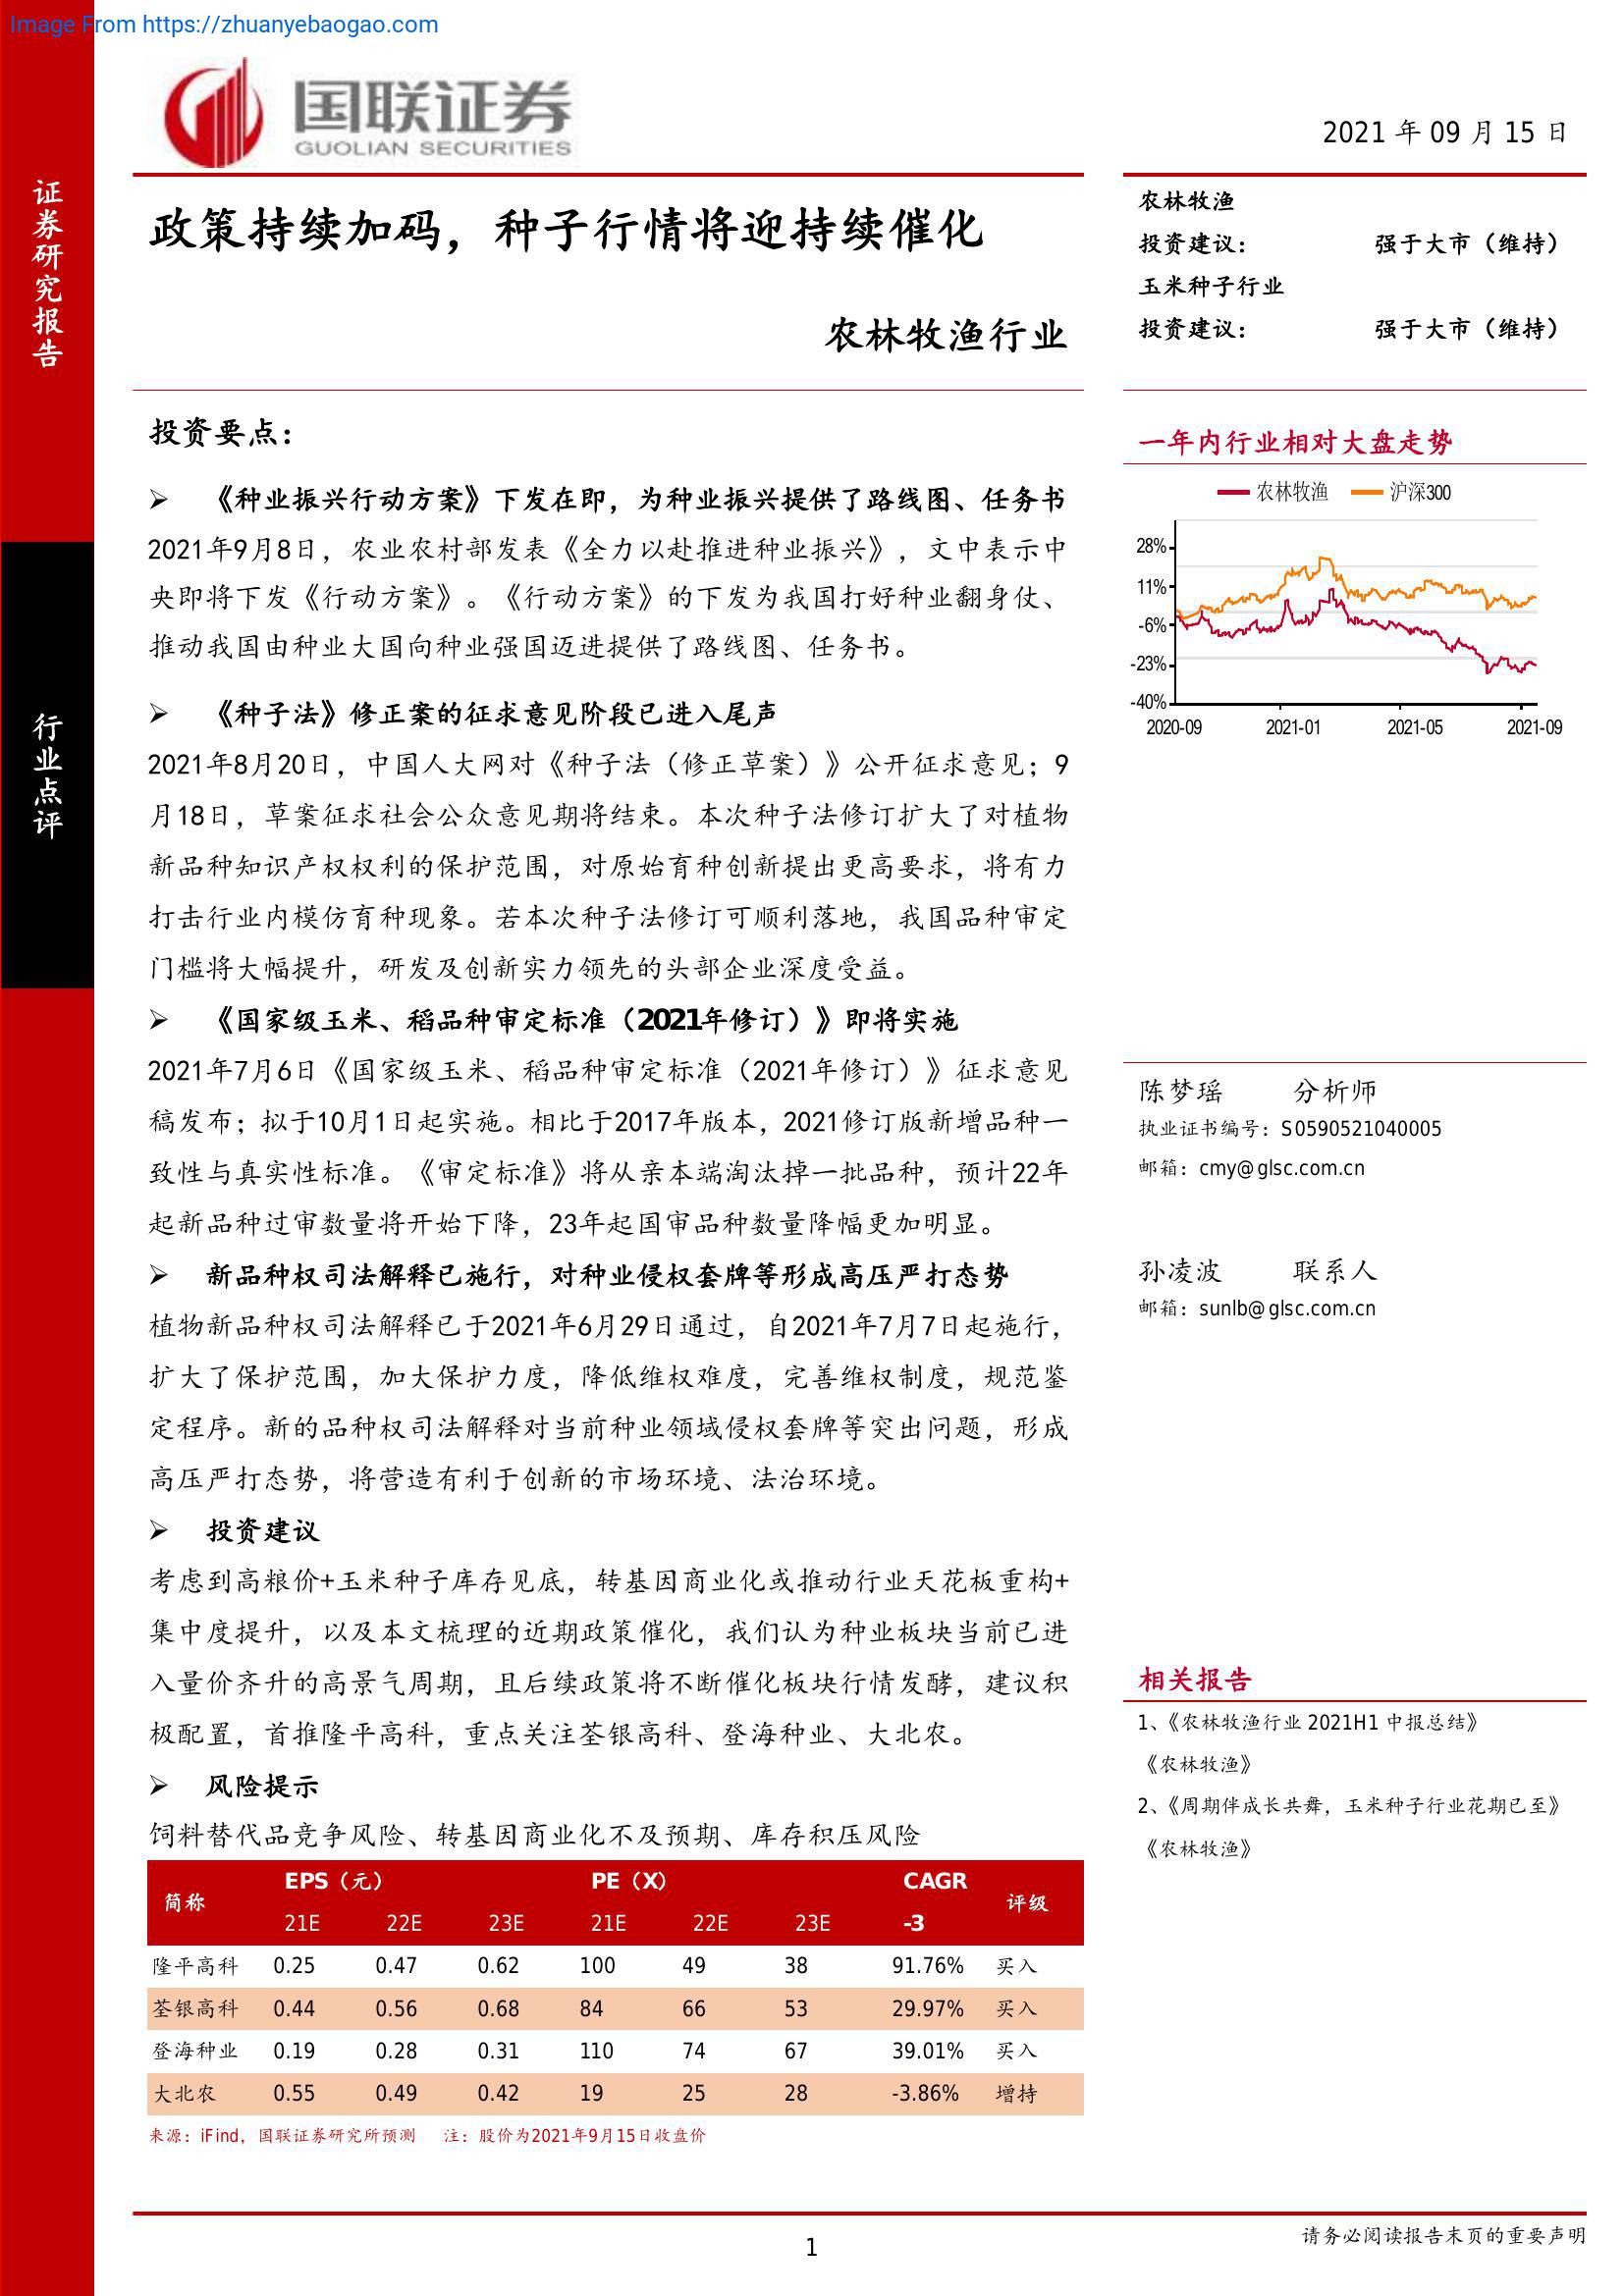 Image From https://zhuanyebaogao.com
国联证券
GUOLIAN SECURITIES
2021 年 09 月 15 日
证券研究报告
行业点评
政策持续加码，种子行情将迎持续催化
农林牧渔行业
农林牧渔
投资建议： 强于大市（维持）
玉米种子行业
投资建议： 强于大市（维持）
投资要点：
➢ 《种业振兴行动方案》下发在即，为种业振兴提供了路线图、任务书
2021年9月8日，农业农村部发表《全力以赴推进种业振兴》，文中表示中
央即将下发《行动方案》。《行动方案》的下发为我国打好种业翻身仗、
推动我国由种业大国向种业强国迈进提供了路线图、任务书。
➢ 《种子法》修正案的征求意见阶段已进入尾声
2021年8月20日，中国人大网对《种子法（修正草案）》公开征求意见；9
月18日，草案征求社会公众意见期将结束。本次种子法修订扩大了对植物
新品种知识产权权利的保护范围，对原始育种创新提出更高要求，将有力
打击行业内模仿育种现象。若本次种子法修订可顺利落地，我国品种审定
门槛将大幅提升，研发及创新实力领先的头部企业深度受益。
➢ 《国家级玉米、稻品种审定标准（2021年修订）》即将实施
2021年7月6日《国家级玉米、稻品种审定标准（2021年修订）》征求意见
稿发布；拟于10月1日起实施。相比于2017年版本，2021修订版新增品种一
致性与真实性标准。《审定标准》将从亲本端淘汰掉一批品种，预计22年
起新品种过审数量将开始下降，23年起国审品种数量降幅更加明显。
➢ 新品种权司法解释已施行，对种业侵权套牌等形成高压严打态势
植物新品种权司法解释已于2021年6月29日通过，自2021年7月7日起施行，
扩大了保护范围，加大保护力度，降低维权难度，完善维权制度，规范鉴
定程序。新的品种权司法解释对当前种业领域侵权套牌等突出问题，形成
高压严打态势，将营造有利于创新的市场环境、法治环境。
➢ 投资建议
考虑到高粮价+玉米种子库存见底，转基因商业化或推动行业天花板重构+
集中度提升，以及本文梳理的近期政策催化，我们认为种业板块当前已进
入量价齐升的高景气周期，且后续政策将不断催化板块行情发酵，建议积
极配置，首推隆平高科，重点关注荃银高科、登海种业、大北农。
➢ 风险提示
饲料替代品竞争风险、转基因商业化不及预期、库存积压风险
简称 EPS（元） PE（X） CAGR 评级
21E 22E 23E 21E 22E 23E -3
隆平高科 0.25 0.47 0.62 100 49 38 91.76% 买入
荃银高科 0.44 0.56 0.68 84 66 53 29.97% 买入
登海种业 0.19 0.28 0.31 110 74 67 39.01% 买入
大北农 0.55 0.49 0.42 19 25 28 -3.86% 增持
来源：iFind，国联证券研究所预测 注：股价为2021年9月15日收盘价
一年内行业相对大盘走势
农林牧渔 沪深300
28%
11%
-6%
-23%
-40%
2020-09 2021-01 2021-05 2021-09
陈梦瑶 分析师
执业证书编号：S0590521040005
邮箱：cmy@glsc.com.cn
孙凌波 联系人
邮箱：sunlb@glsc.com.cn
相关报告
1、《农林牧渔行业 2021H1 中报总结》
《农林牧渔》
2、《周期伴成长共舞，玉米种子行业花期已至》
《农林牧渔》
1
请务必阅读报告末页的重要声明